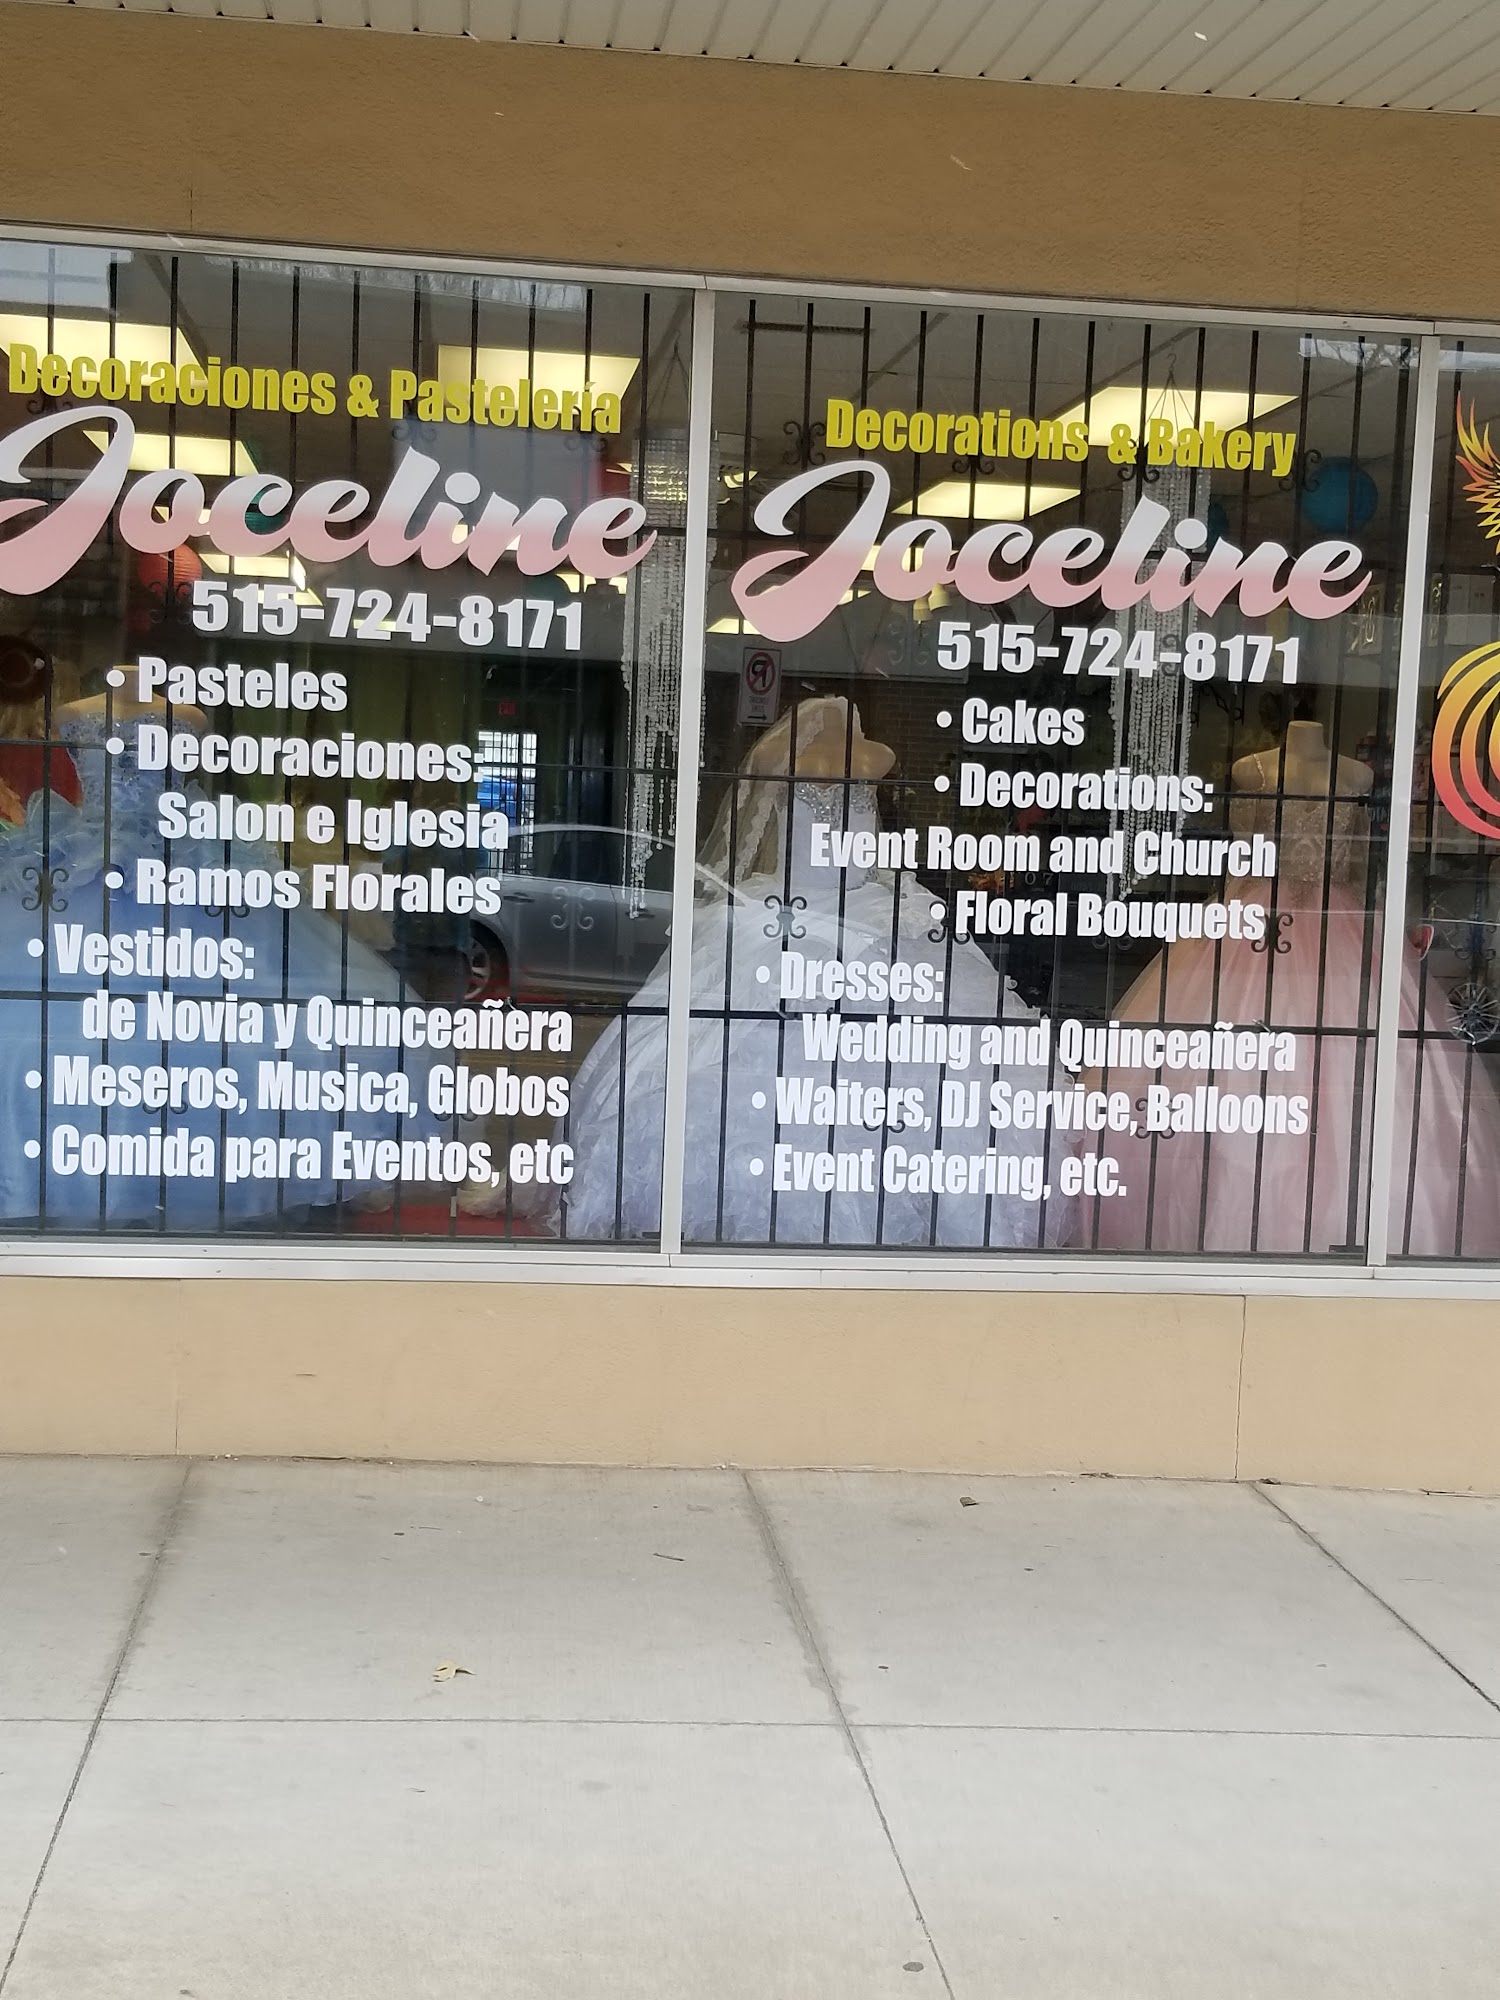 Decoraciones & Pastelería
Joceline
515-724-8171
• Pasteles
• Decoraciones:
Salon e Iglesia
• Ramos Florales
• Vestidos:
de Novia y Quinceañera
• Meseros, Musica, Globos
• Comida para Eventos, etc
Decorations & Bakery
Joceline
515-724-8171
• Cakes
• Decorations:
Event Room and Church
• Floral Bouquets
• Dresses:
Wedding and Quinceañera
• Waiters, DJ Service, Balloons
• Event Catering, etc.